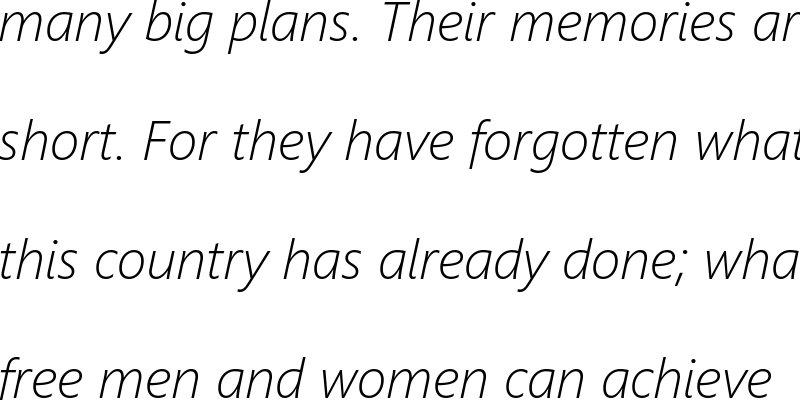 many big plans. Their memories ar
short. For they have forgotten what
this country has already done; wha
free men and women can achieve